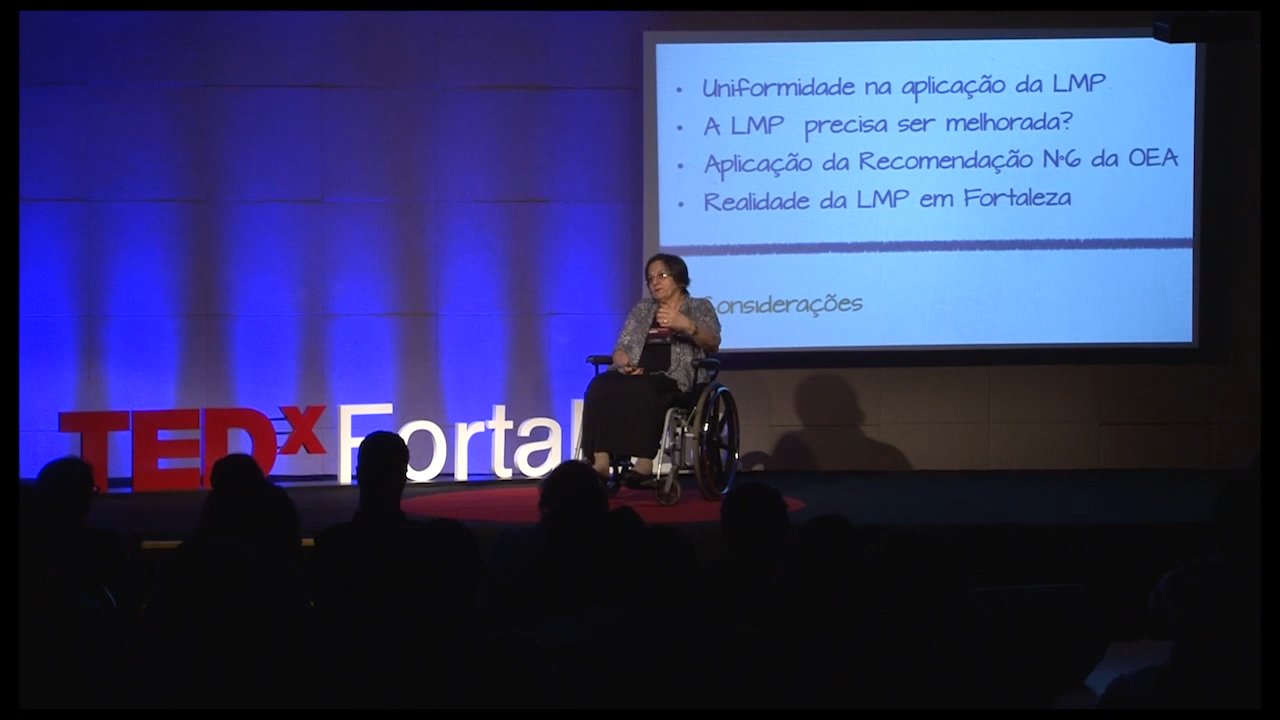 • Uniformidade na aplicação da LMP
• A LMP precisa ser melhorada?
• Aplicação da Recomendação Nº6 da OEA
• Realidade da LMP em Fortaleza
onsiderações
TEDx Fortal